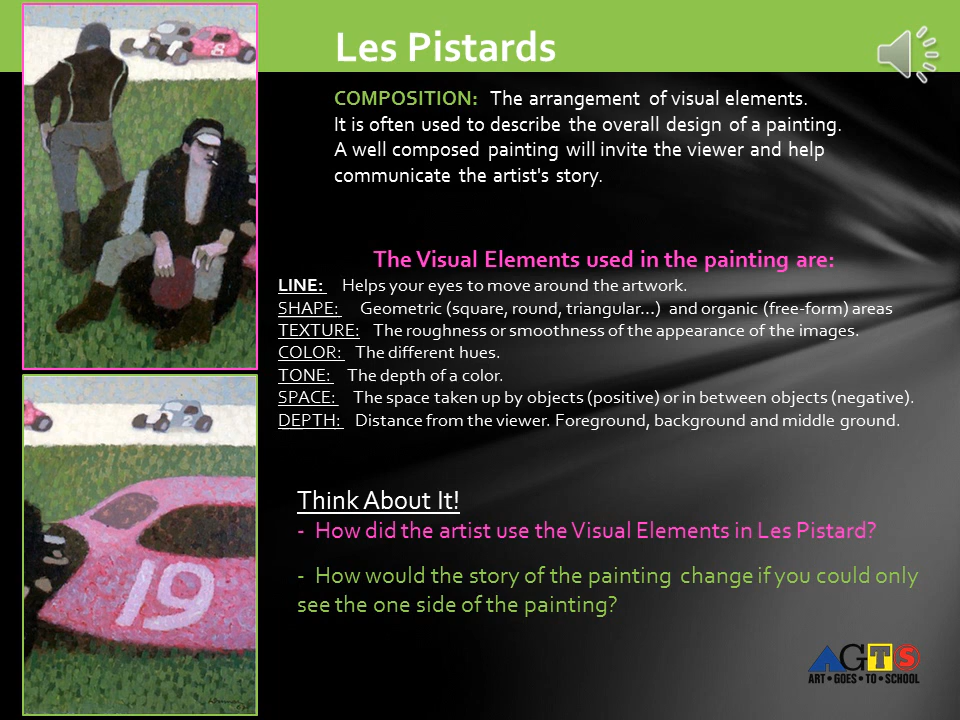 Les Pistards
COMPOSITION: The arrangement of visual elements.
It is often used to describe the overall design of a painting.
A well composed painting will invite the viewer and help
communicate the artist's story.
The Visual Elements used in the painting are:
LINE: Helps your eyes to move around the artwork.
SHAPE: Geometric (square, round, triangular...) and organic (free-form) areas
TEXTURE: The roughness or smoothness of the appearance of the images.
COLOR: The different hues.
TONE: The depth of a color.
SPACE: The space taken up by objects (positive) or in between objects (negative).
DEPTH: Distance from the viewer. Foreground, background and middle ground.
Think About It!
- How did the artist use the Visual Elements in Les Pistard?
- How would the story of the painting change if you could only
see the one side of the painting?
8
2
19
AGTS
ART • GOES • TO • SCHOOL